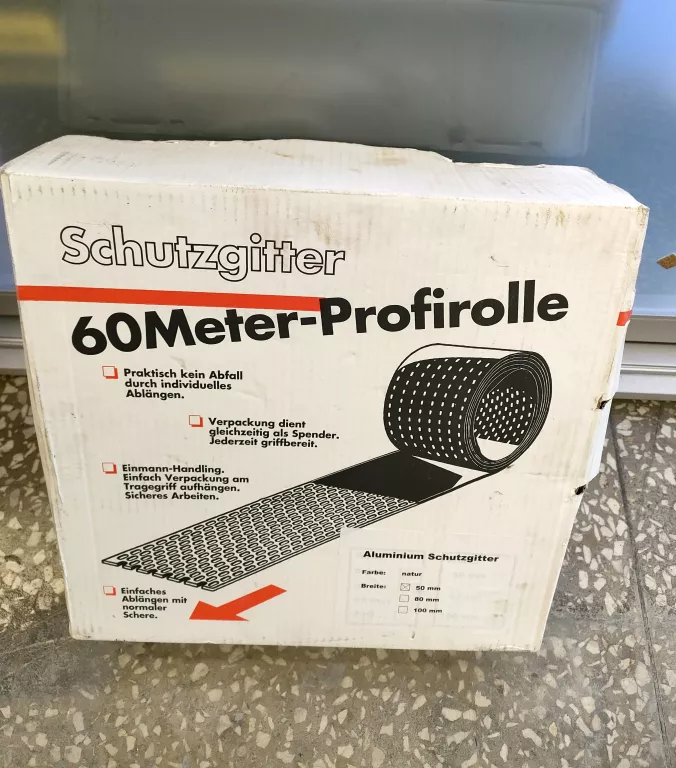 Schutzgitter
60Meter-Profirolle
Praktisch kein Abfall
durch individuelles
Ablängen.
Verpackung dient
gleichzeitig als Spender.
Jederzeit griffbereit.
Einmann-Handling.
Einfach Verpackung am
Tragegriff aufhängen.
Sicheres Arbeiten.
Einfaches
Ablängen mit
normaler
Schere.
Aluminium Schutzgitter
Farbe: natur
Breite: 50 mm
80 mm
100 mm